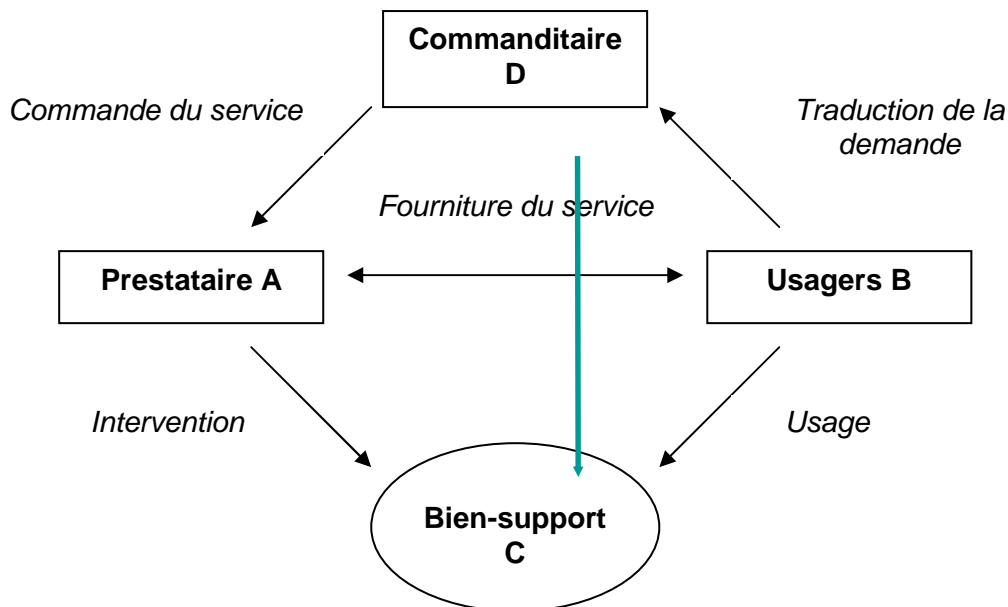 Commanditaire
D
Commande du service
Traduction de la
demande
Fourniture du service
Prestataire A
Usagers B
Intervention
Usage
Bien-support
C